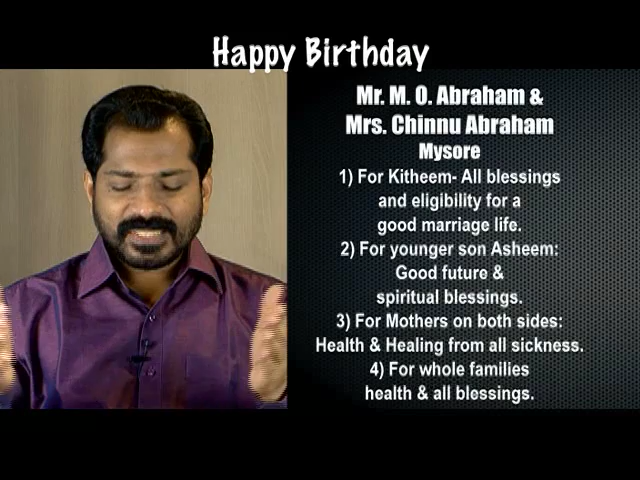 Happy Birthday
Mr. M. O. Abraham &
Mrs. Chinnu Abraham
Mysore
1) For Kitheem- All blessings
and eligibility for a
good marriage life.
2) For younger son Asheem:
Good future &
spiritual blessings.
3) For Mothers on both sides:
Health & Healing from all sickness.
4) For whole families
health & all blessings.